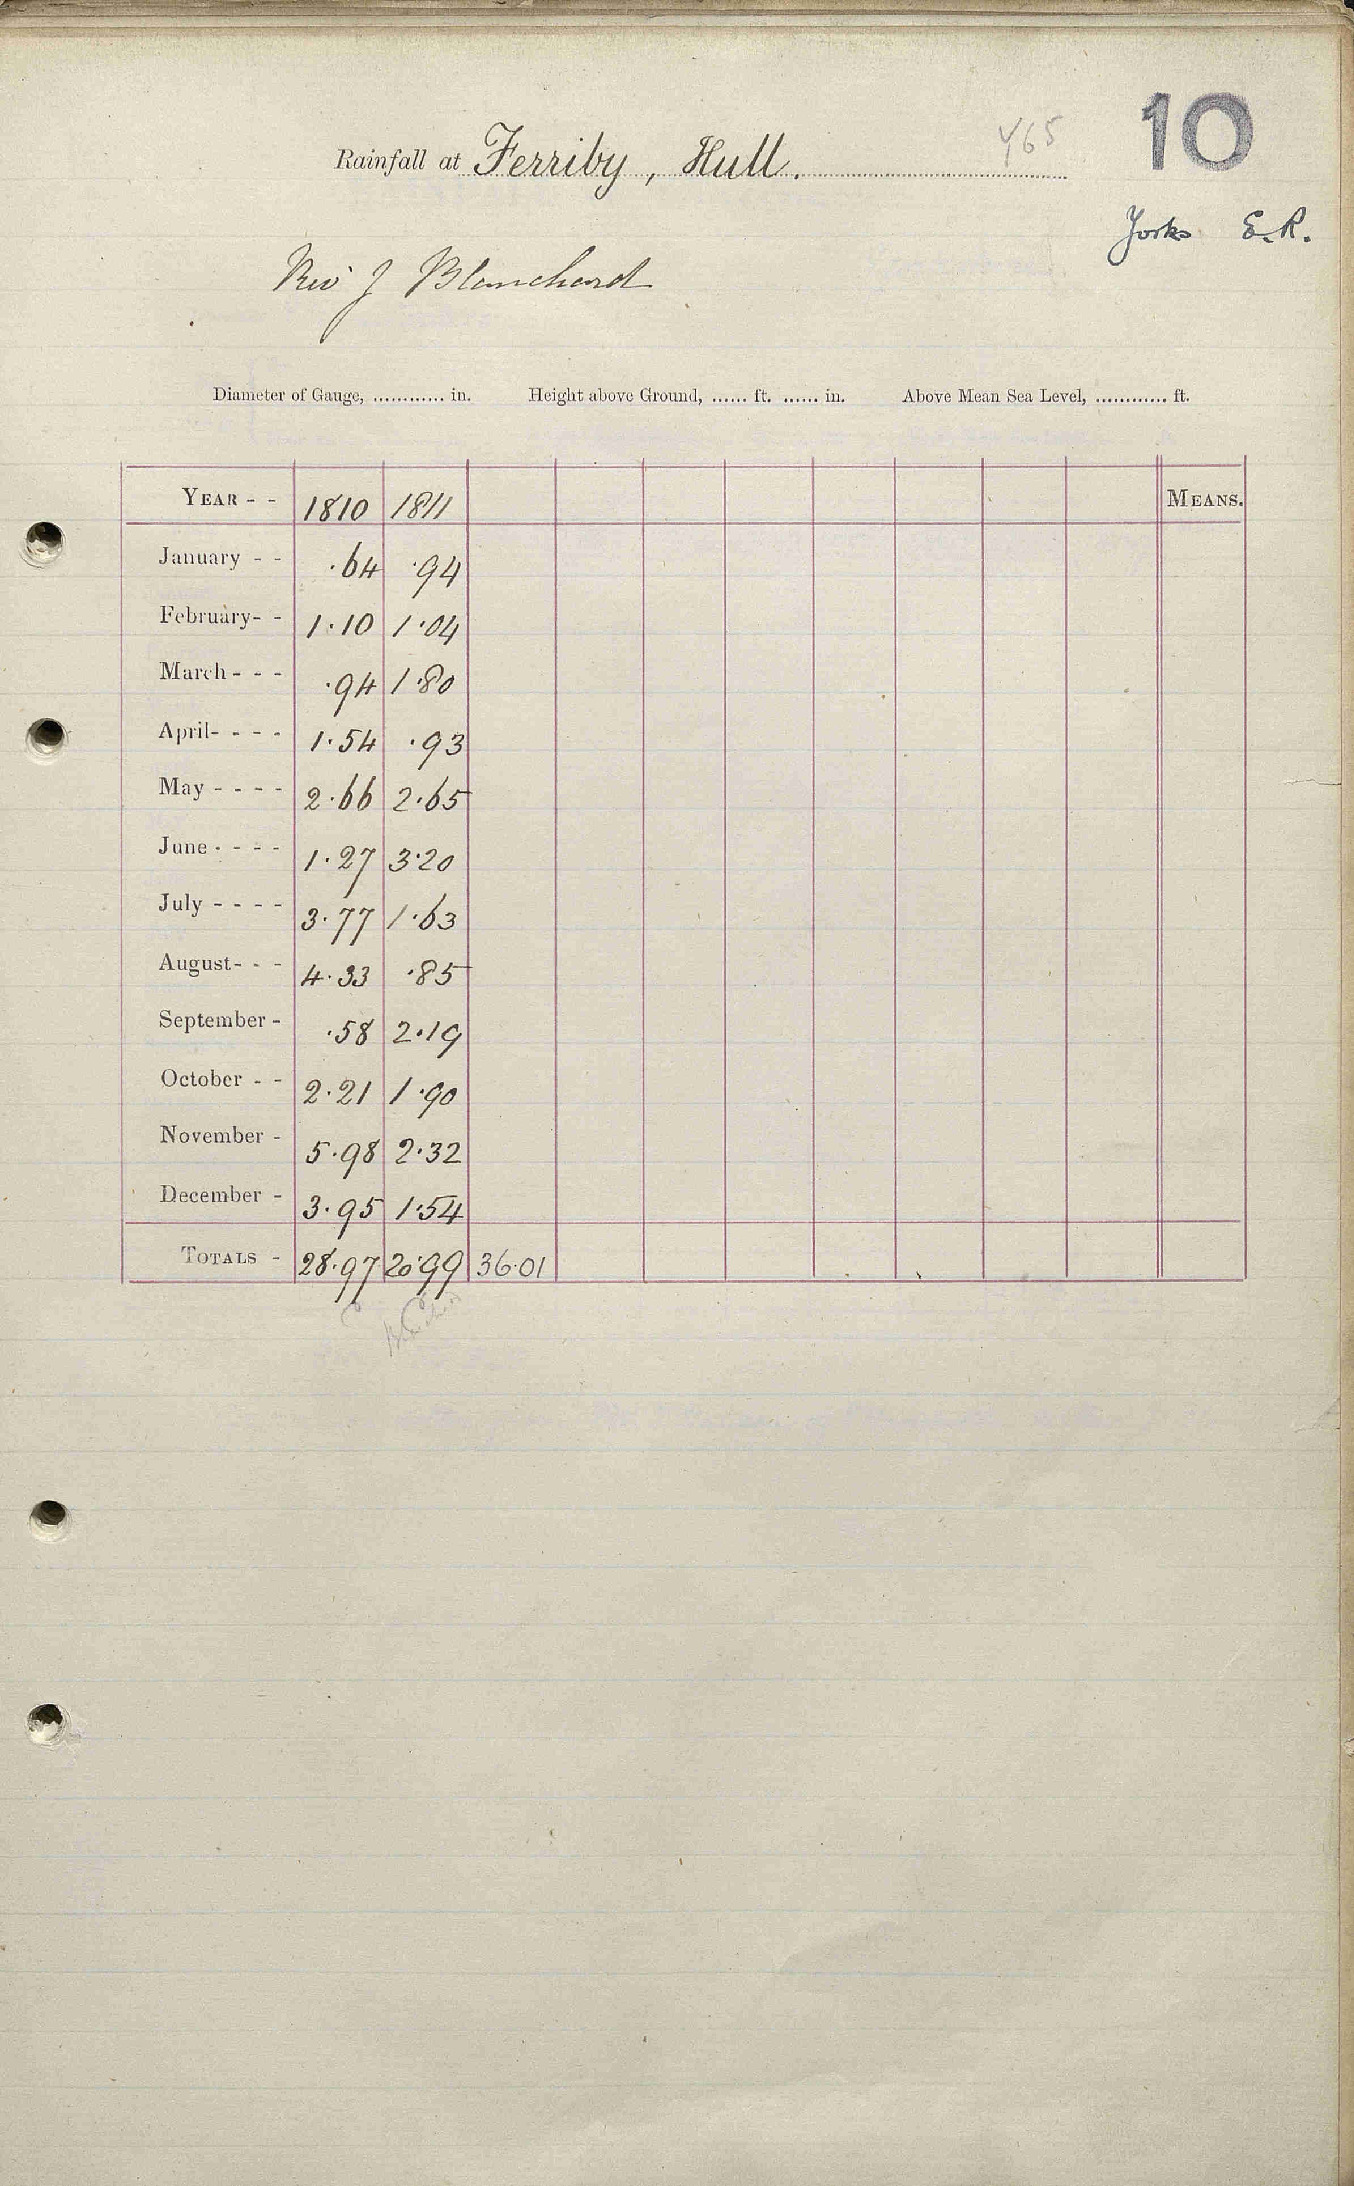 Y65
10
Rainfall at Ferriby, Hull.
Yorks E.R.
Rev J Blanchard
Diameter of Gauge, ............ in. Height above Ground, ...... ft. ...... in. Above Mean Sea Level, ............ ft.
YEAR - - 1810 1811 MEANS.
January - - .64 .94
February- - 1.10 1.04
March - - - .94 1.80
April- - - - 1.54 .93
May - - - - 2.66 2.65
June - - - - 1.27 3.20
July - - - - 3.77 1.63
August- - - 4.33 .85
September - .58 2.19
October - - 2.21 1.90
November - 5.98 2.32
December - 3.95 1.54
TOTALS - 28.97 20.99 36.01